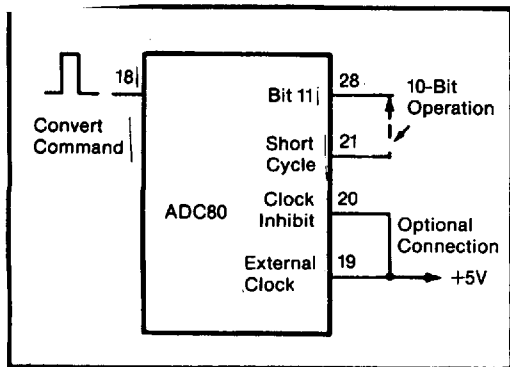 18
Convert
Command
ADC80
Bit 11
28
10-Bit
Operation
Short
Cycle
21
Clock
Inhibit
20
Optional
Connection
External
Clock
19
+5V